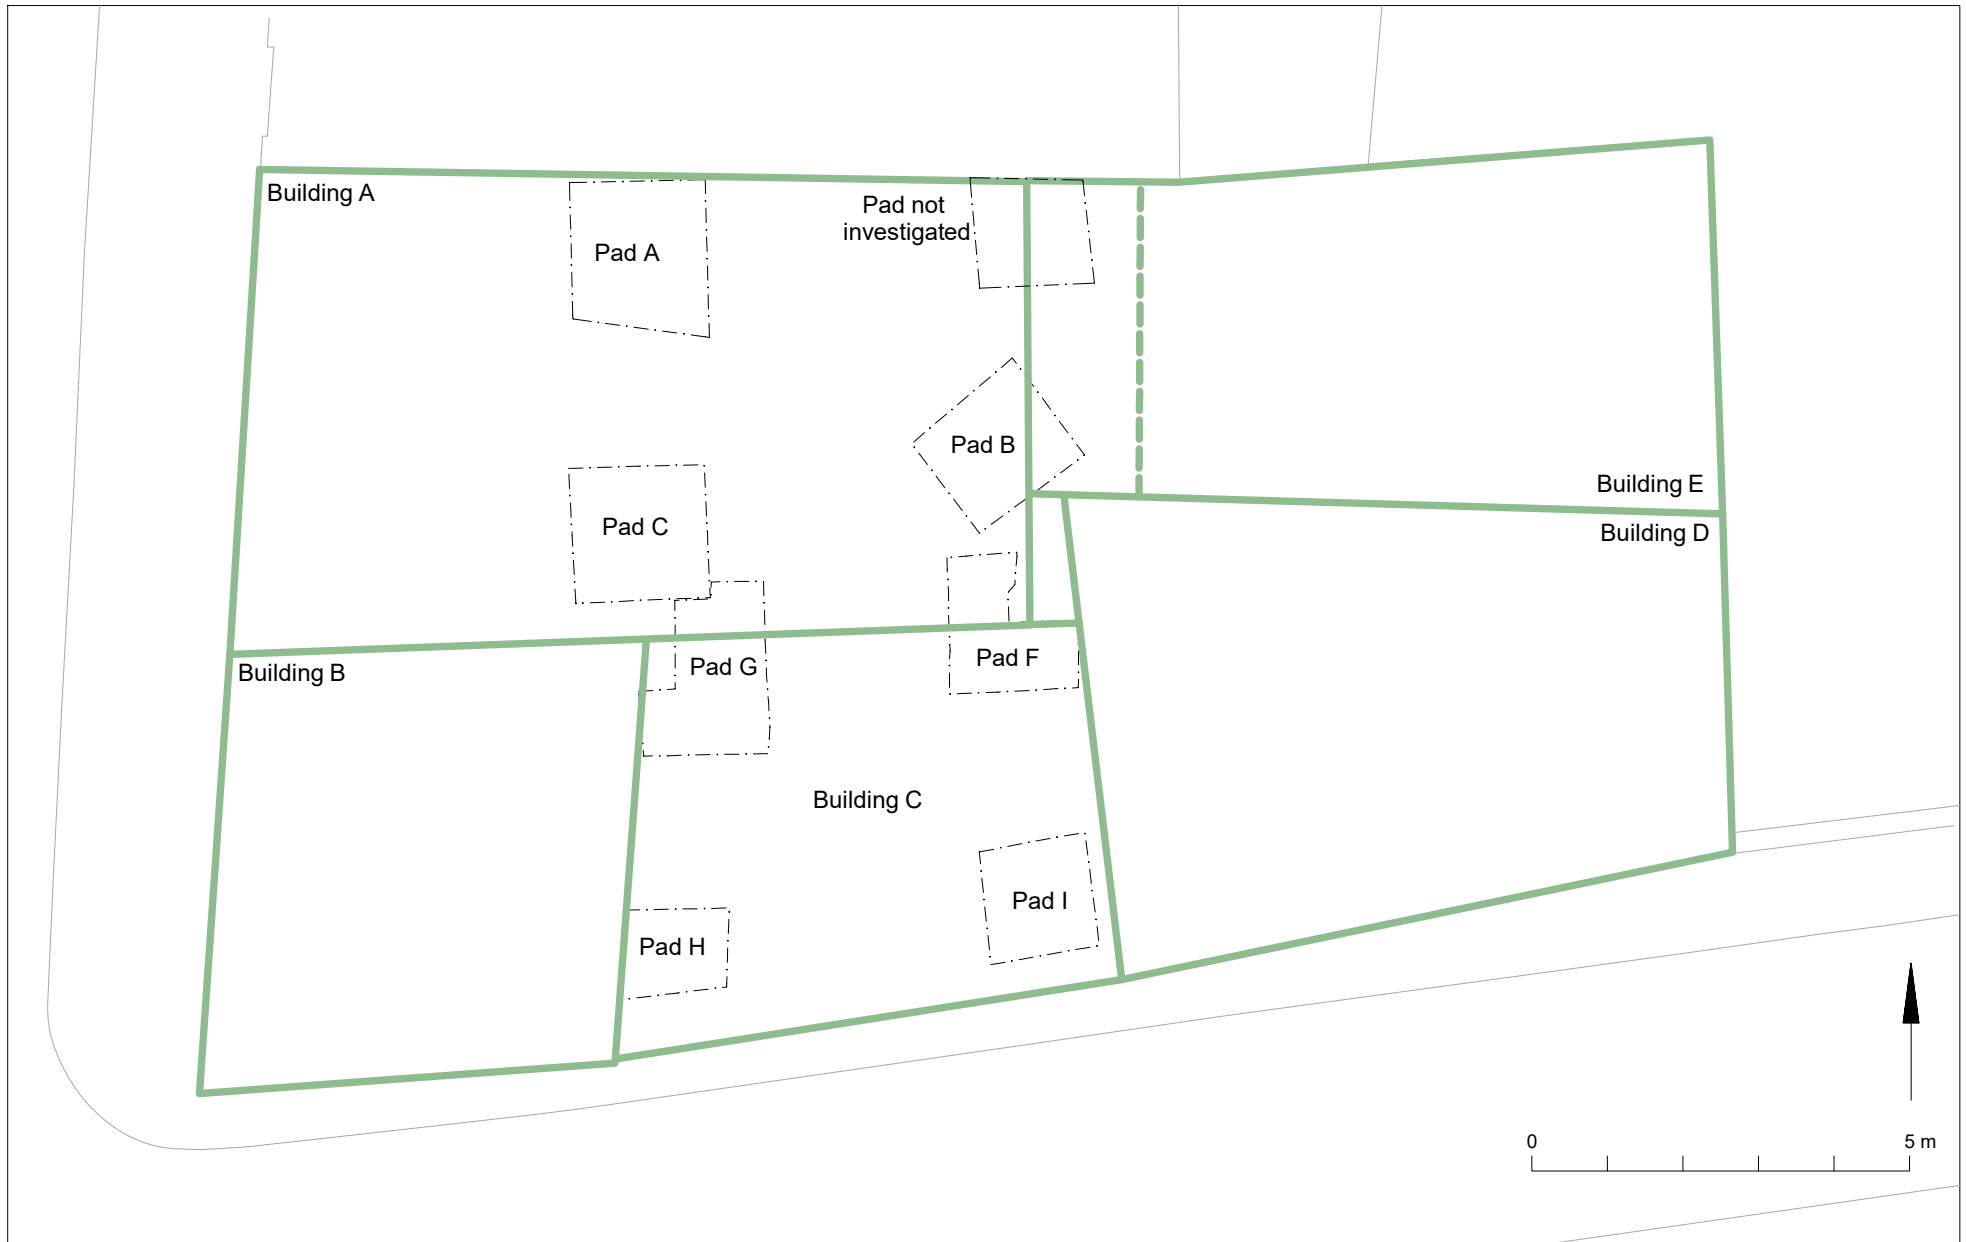 Building A
Pad not
investigated
Pad A
Pad B
Building E
Pad C
Building D
Pad F
Pad G
Building B
Building C
Pad I
Pad H
0
5 m